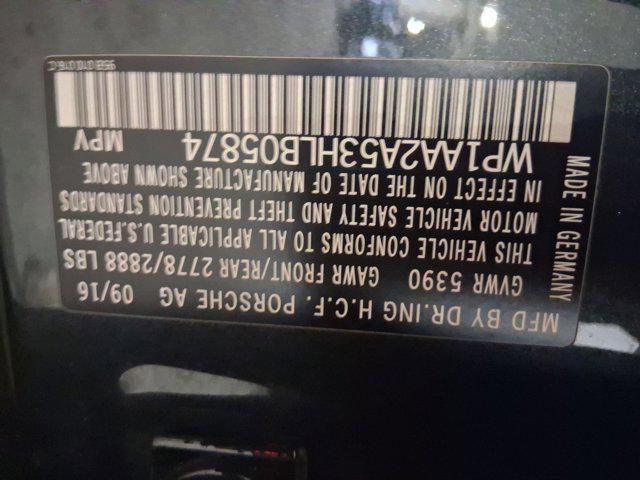 MFD BY DR.ING H.C.F. PORSCHE AG 09/16
GVWR 5390 GAWR FRONT/REAR 2778/2888 LBS
THIS VEHICLE CONFORMS TO ALL APPLICABLE U.S.FEDERAL
MOTOR VEHICLE SAFETY AND THEFT PREVENTION STANDARDS
IN EFFECT ON THE DATE OF MANUFACTURE SHOWN ABOVE
WP1AA2A53HLB05874 MPV
MADE IN GERMANY